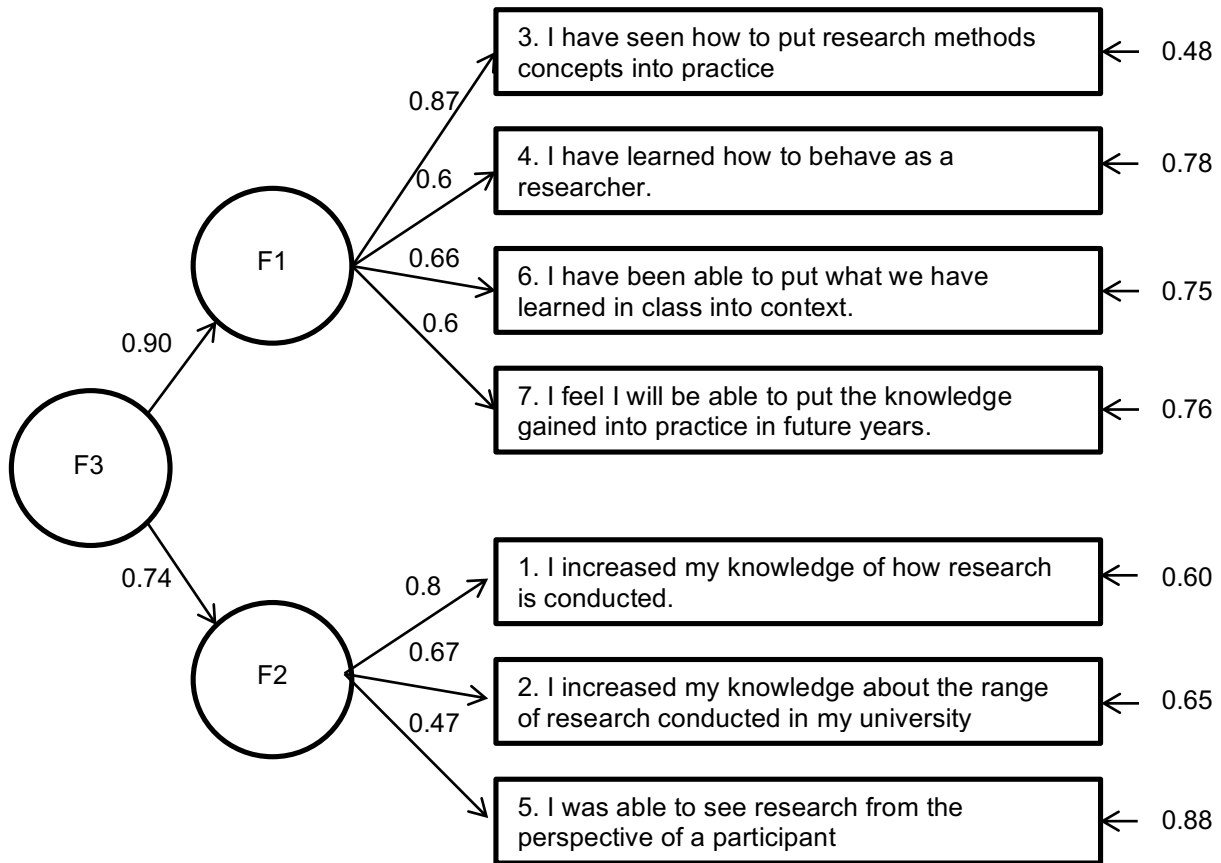 3. I have seen how to put research methods
concepts into practice
0.48
0.87
4. I have learned how to behave as a
researcher.
0.78
0.6
F1
0.66
6. I have been able to put what we have
learned in class into context.
0.75
0.6
0.90
7. I feel I will be able to put the knowledge
gained into practice in future years.
0.76
F3
0.74
1. I increased my knowledge of how research
is conducted.
0.60
0.8
0.67
F2
2. I increased my knowledge about the range
of research conducted in my university
0.65
0.47
5. I was able to see research from the
perspective of a participant
0.88